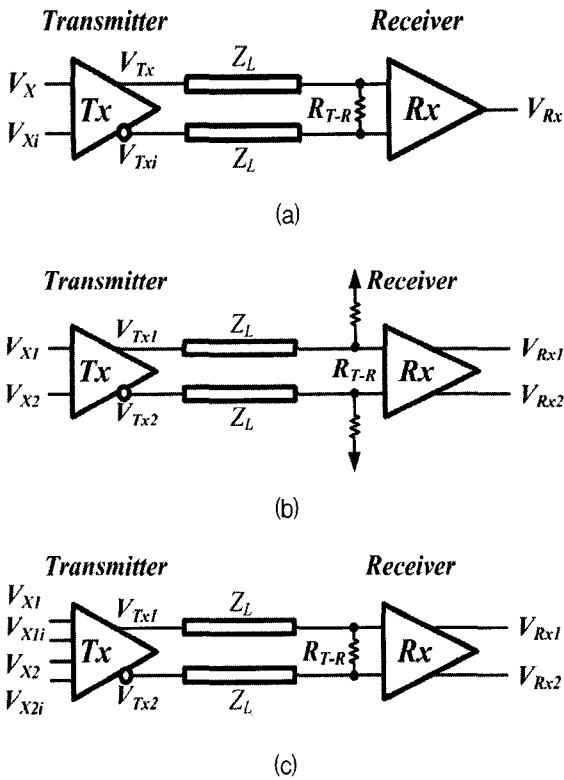 Transmitter Receiver
V_X V_Tx Z_L
Tx R_T-R Rx V_Rx
V_Xi V_Txi Z_L
(a)
Transmitter Receiver
V_X1 V_Tx1 Z_L V_Rx1
Tx R_T-R Rx
V_X2 V_Tx2 Z_L V_Rx2
(b)
Transmitter Receiver
V_X1 V_Tx1 Z_L V_Rx1
V_X1i Tx R_T-R Rx
V_X2
V_X2i V_Tx2 Z_L V_Rx2
(c)